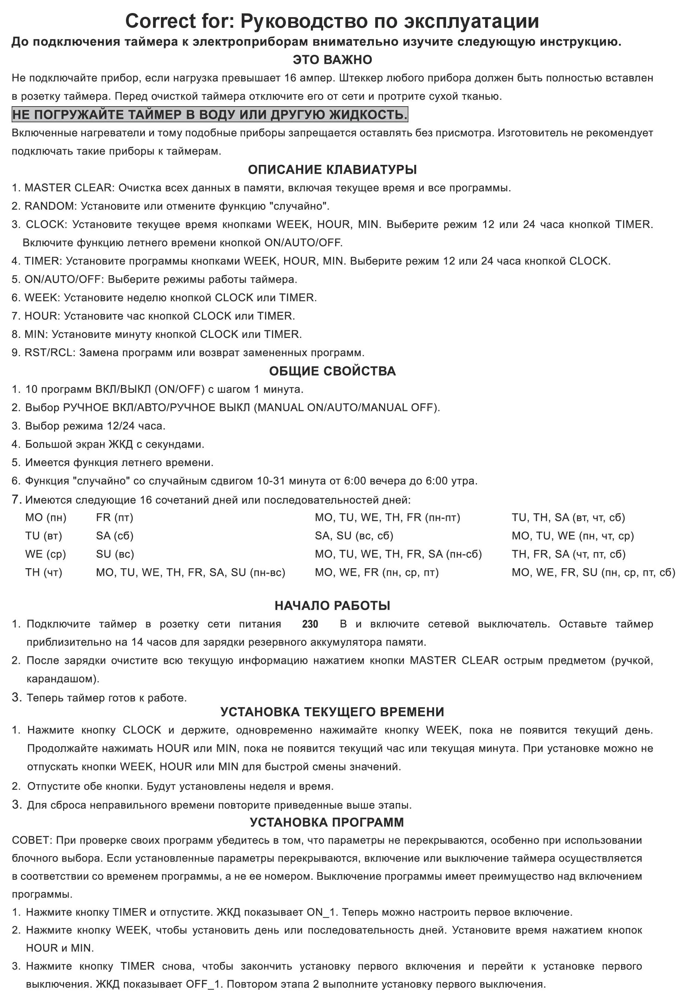 Correct for: Руководство по эксплуатации
До подключения таймера к электроприборам внимательно изучите следующую инструкцию.
ЭТО ВАЖНО
Не подключайте прибор, если нагрузка превышает 16 ампер. Штеккер любого прибора должен быть полностью вставлен
в розетку таймера. Перед очисткой таймера отключите его от сети и протрите сухой тканью.
НЕ ПОГРУЖАЙТЕ ТАЙМЕР В ВОДУ ИЛИ ДРУГУЮ ЖИДКОСТЬ.
Включенные нагреватели и тому подобные приборы запрещается оставлять без присмотра. Изготовитель не рекомендует
подключать такие приборы к таймерам.
ОПИСАНИЕ КЛАВИАТУРЫ
1. MASTER CLEAR: Очистка всех данных в памяти, включая текущее время и все программы.
2. RANDOM: Установите или отмените функцию "случайно".
3. CLOCK: Установите текущее время кнопками WEEK, HOUR, MIN. Выберите режим 12 или 24 часа кнопкой TIMER.
Включите функцию летнего времени кнопкой ON/AUTO/OFF.
4. TIMER: Установите программы кнопками WEEK, HOUR, MIN. Выберите режим 12 или 24 часа кнопкой CLOCK.
5. ON/AUTO/OFF: Выберите режимы работы таймера.
6. WEEK: Установите неделю кнопкой CLOCK или TIMER.
7. HOUR: Установите час кнопкой CLOCK или TIMER.
8. MIN: Установите минуту кнопкой CLOCK или TIMER.
9. RST/RCL: Замена программ или возврат замененных программ.
ОБЩИЕ СВОЙСТВА
1. 10 программ ВКЛ/ВЫКЛ (ON/OFF) с шагом 1 минута.
2. Выбор РУЧНОЕ ВКЛ/АВТО/РУЧНОЕ ВЫКЛ (MANUAL ON/AUTO/MANUAL OFF).
3. Выбор режима 12/24 часа.
4. Большой экран ЖКД с секундами.
5. Имеется функция летнего времени.
6. Функция "случайно" со случайным сдвигом 10-31 минута от 6:00 вечера до 6:00 утра.
7. Имеются следующие 16 сочетаний дней или последовательностей дней:
MO (пн) FR (пт) MO, TU, WE, TH, FR (пн-пт) TU, TH, SA (вт, чт, сб)
TU (вт) SA (сб) SA, SU (вс, сб) MO, TU, WE (пн, чт, ср)
WE (ср) SU (вс) MO, TU, WE, TH, FR, SA (пн-сб) TH, FR, SA (чт, пт, сб)
TH (чт) MO, TU, WE, TH, FR, SA, SU (пн-вс) MO, WE, FR (пн, ср, пт) MO, WE, FR, SU (пн, ср, пт, сб)
НАЧАЛО РАБОТЫ
1. Подключите таймер в розетку сети питания 230 В и включите сетевой выключатель. Оставьте таймер
приблизительно на 14 часов для зарядки резервного аккумулятора памяти.
2. После зарядки очистите всю текущую информацию нажатием кнопки MASTER CLEAR острым предметом (ручкой,
карандашом).
3. Теперь таймер готов к работе.
УСТАНОВКА ТЕКУЩЕГО ВРЕМЕНИ
1. Нажмите кнопку CLOCK и держите, одновременно нажимайте кнопку WEEK, пока не появится текущий день.
Продолжайте нажимать HOUR или MIN, пока не появится текущий час или текущая минута. При установке можно не
отпускать кнопки WEEK, HOUR или MIN для быстрой смены значений.
2. Отпустите обе кнопки. Будут установлены неделя и время.
3. Для сброса неправильного времени повторите приведенные выше этапы.
УСТАНОВКА ПРОГРАММ
СОВЕТ: При проверке своих программ убедитесь в том, что параметры не перекрываются, особенно при использовании
блочного выбора. Если установленные параметры перекрываются, включение или выключение таймера осуществляется
в соответствии со временем программы, а не ее номером. Выключение программы имеет преимущество над включением
программы.
1. Нажмите кнопку TIMER и отпустите. ЖКД показывает ON_1. Теперь можно настроить первое включение.
2. Нажмите кнопку WEEK, чтобы установить день или последовательность дней. Установите время нажатием кнопок
HOUR и MIN.
3. Нажмите кнопку TIMER снова, чтобы закончить установку первого включения и перейти к установке первого
выключения. ЖКД показывает OFF_1. Повтором этапа 2 выполните установку первого выключения.